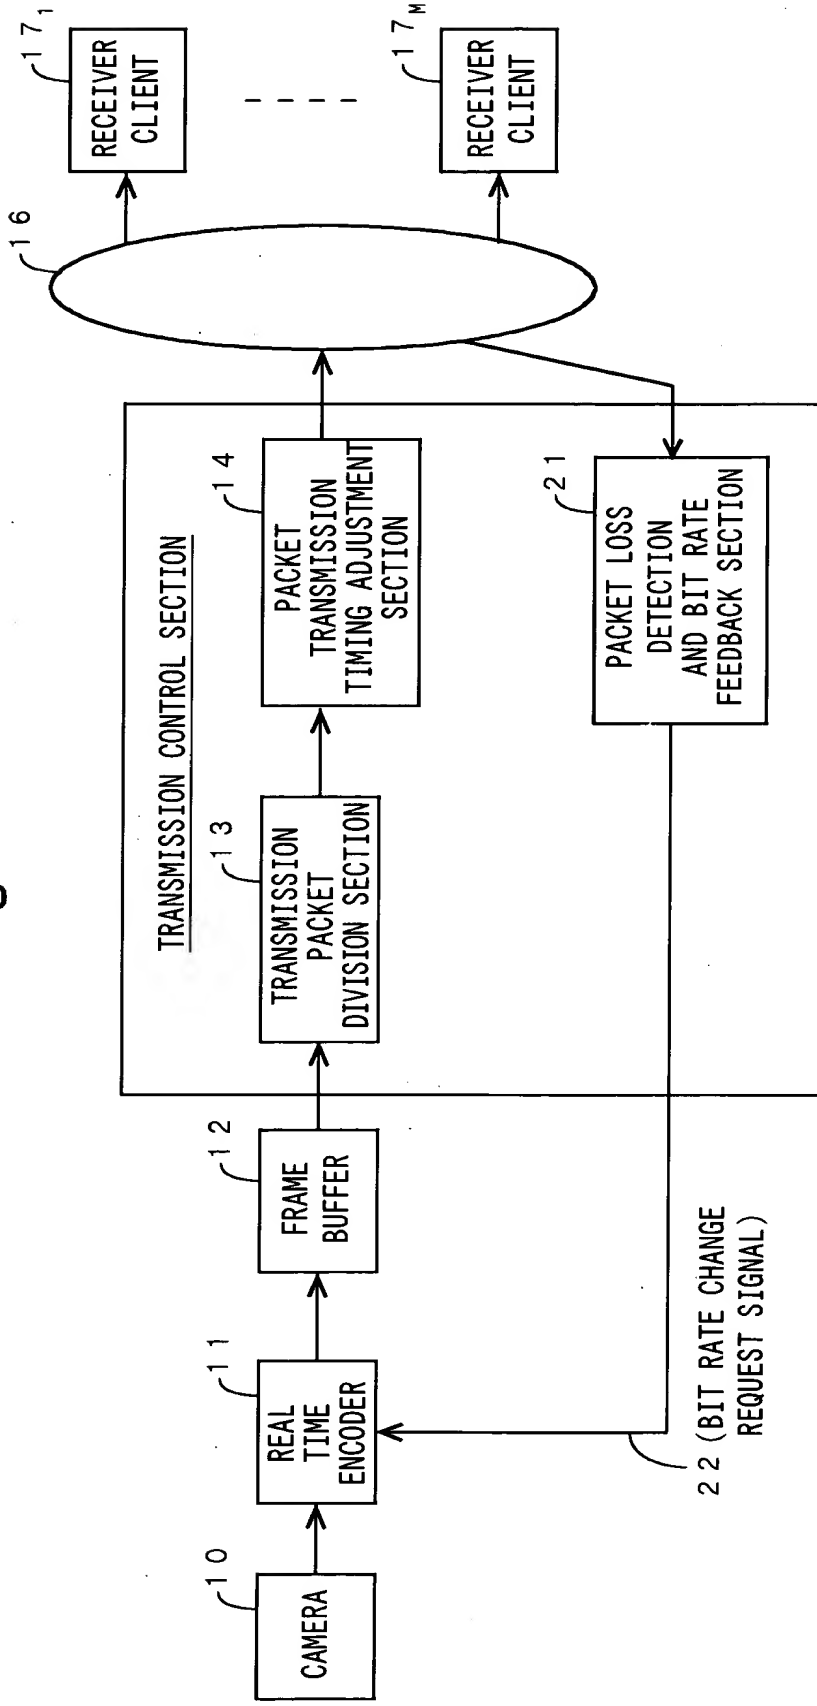 TRANSMISSION CONTROL SECTION
10
CAMERA
11
REAL
TIME
ENCODER
12
FRAME
BUFFER
13
TRANSMISSION
PACKET
DIVISION SECTION
14
PACKET
TRANSMISSION
TIMING ADJUSTMENT
SECTION
16
17₁
RECEIVER
CLIENT
17M
RECEIVER
CLIENT
21
PACKET LOSS
DETECTION
AND BIT RATE
FEEDBACK SECTION
22 (BIT RATE CHANGE
REQUEST SIGNAL)